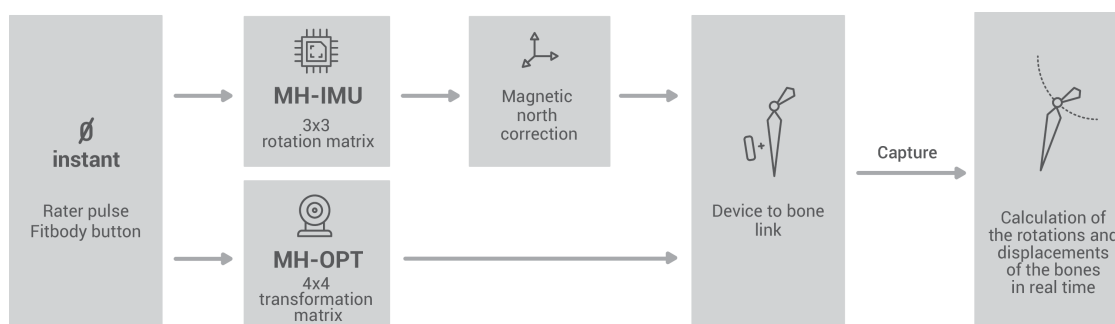 Ø
instant
Rater pulse
Fitbody button
MH-IMU
3x3
rotation matrix
Magnetic
north
correction
MH-OPT
4x4
transformation
matrix
Device to bone
link
Capture
Calculation of
the rotations and
displacements
of the bones
in real time